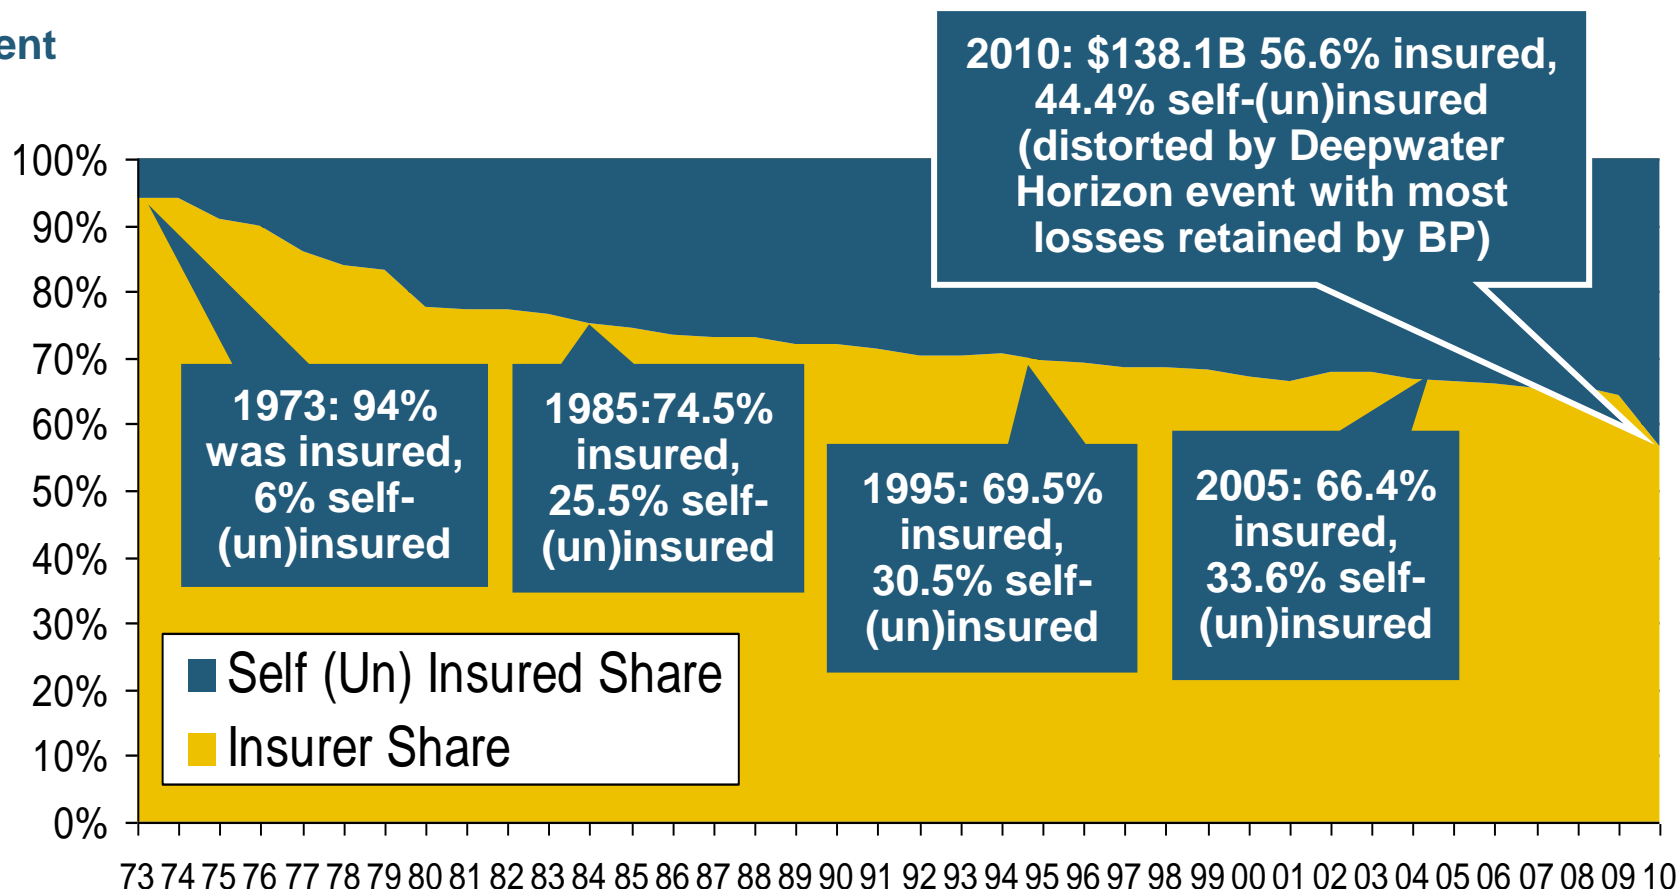 ent
2010: $138.1B 56.6% insured,
44.4% self-(un)insured
(distorted by Deepwater
Horizon event with most
losses retained by BP)
100%
90%
80%
70%
60%
50%
40%
30%
20%
10%
0%
1973: 94%
was insured,
6% self-
(un)insured
1985:74.5%
insured,
25.5% self-
(un)insured
1995: 69.5%
insured,
30.5% self-
(un)insured
2005: 66.4%
insured,
33.6% self-
(un)insured
Self (Un) Insured Share
Insurer Share
73 74 75 76 77 78 79 80 81 82 83 84 85 86 87 88 89 90 91 92 93 94 95 96 97 98 99 00 01 02 03 04 05 06 07 08 09 10